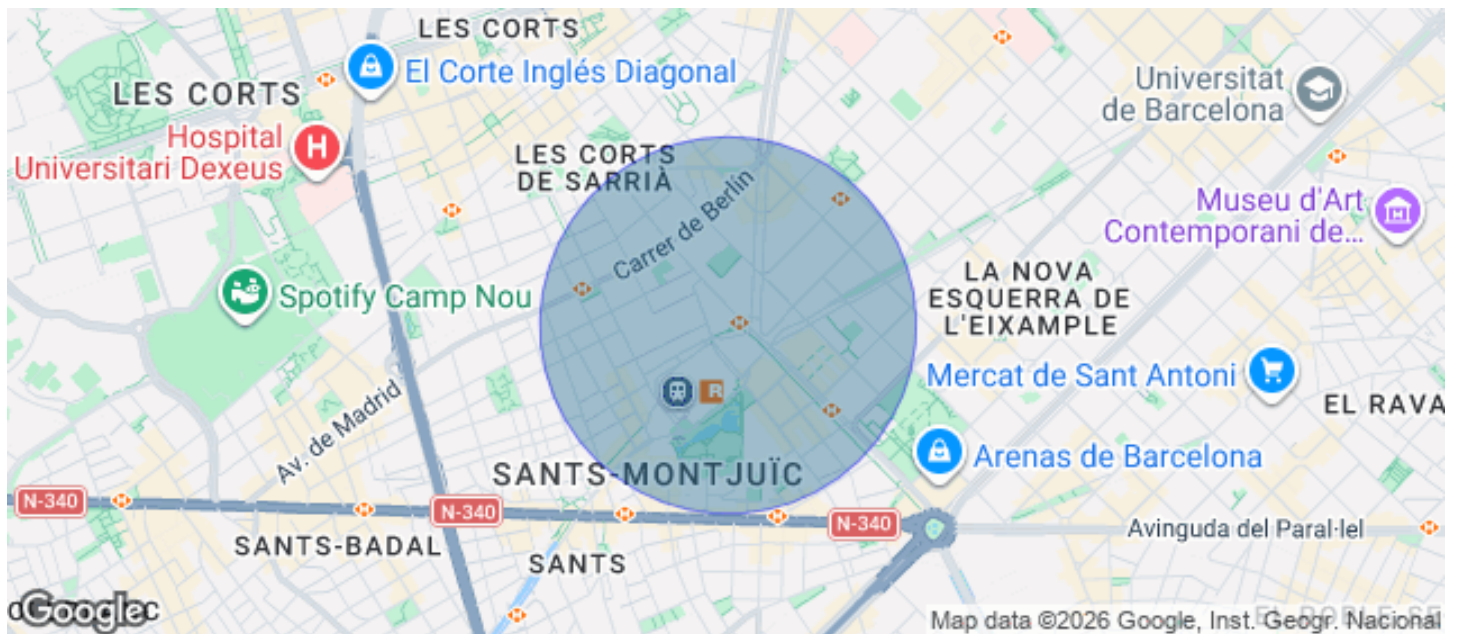 LES CORTS
El Corte Inglés Diagonal
LES CORTS
Universitat
de Barcelona
Hospital
Universitari Dexeus
H
LES CORTS
DE SARRIÀ
Carrer de Berlín
Museu d'Art
Contemporani de...
LA NOVA
ESQUERRA DE
L'EIXAMPLE
Spotify Camp Nou
Mercat de Sant Antoni
R
EL RAVA
Av. de Madrid
Arenas de Barcelona
SANTS-MONTJUÏC
N-340
N-340
N-340
Avinguda del Paral·lel
SANTS-BADAL
SANTS
Google
Map data ©2026 Google, Inst. Geogr. Nacional